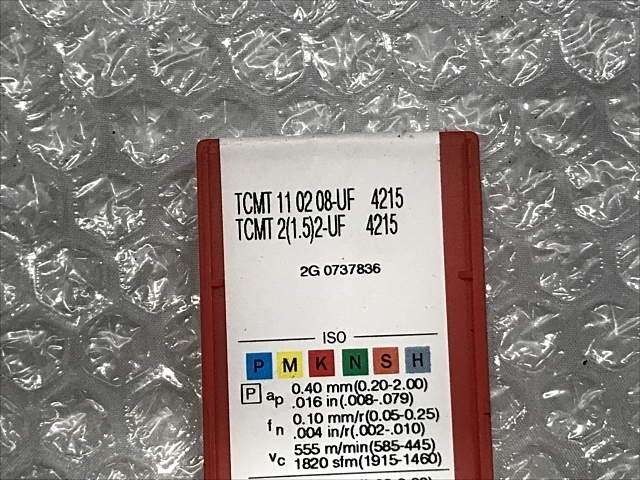 TCMT 11 02 08-UF 4215
TCMT 2(1.5)2-UF 4215
2G 0737836
ISO
P M K N S H
P ap 0.40 mm(0.20-2.00)
.016 in(.008-.079)
fn 0.10 mm/r(0.05-0.25)
.004 in/r(.002-.010)
vc 555 m/min(585-445)
1820 sfm(1915-1460)